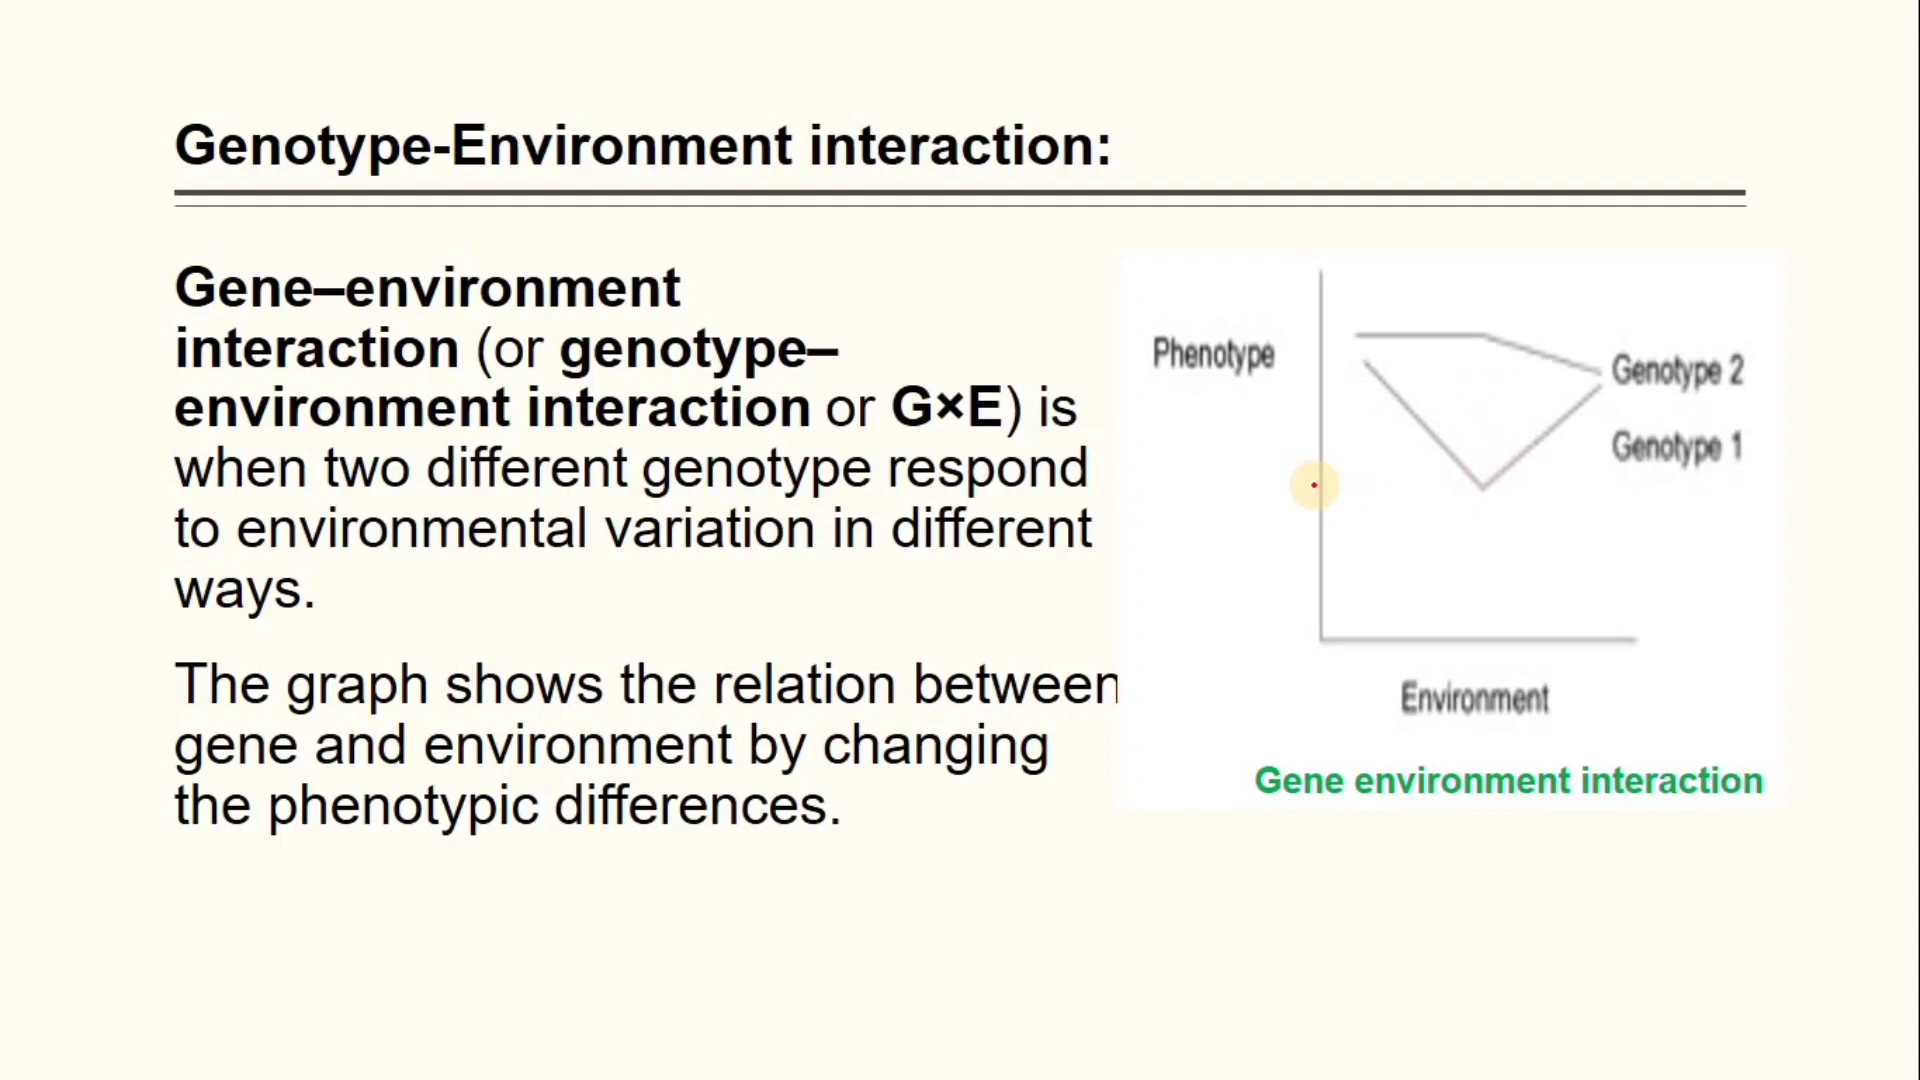 Genotype-Environment interaction:
Gene–environment
interaction (or genotype–
environment interaction or G×E) is
when two different genotype respond
to environmental variation in different
ways.
The graph shows the relation between
gene and environment by changing
the phenotypic differences.
Phenotype
Genotype 2
Genotype 1
Environment
Gene environment interaction